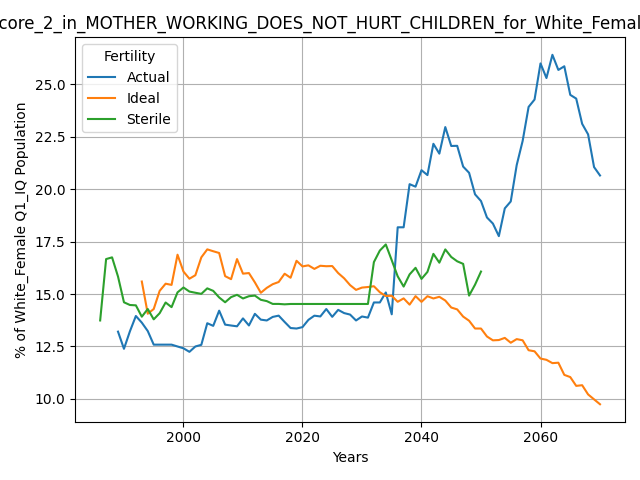 core_2_in_MOTHER_WORKING_DOES_NOT_HURT_CHILDREN_for_White_Femal
Fertility
Actual
Ideal
Sterile
% of White_Female Q1_IQ Population
25.0
22.5
20.0
17.5
15.0
12.5
10.0
2000 2020 2040 2060
Years